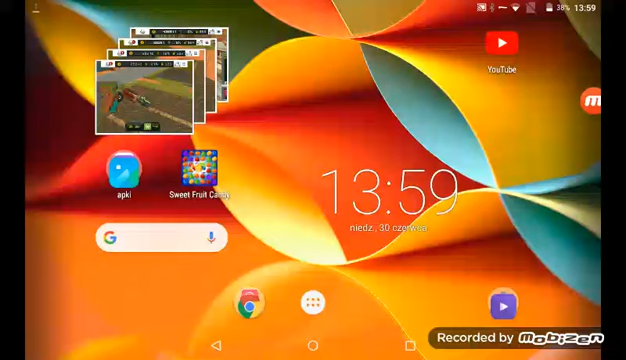 38% 13:59
YouTube
apki
Sweet Fruit Candy
13:59
niedz., 30 czerwca
G
Recorded by mobizen